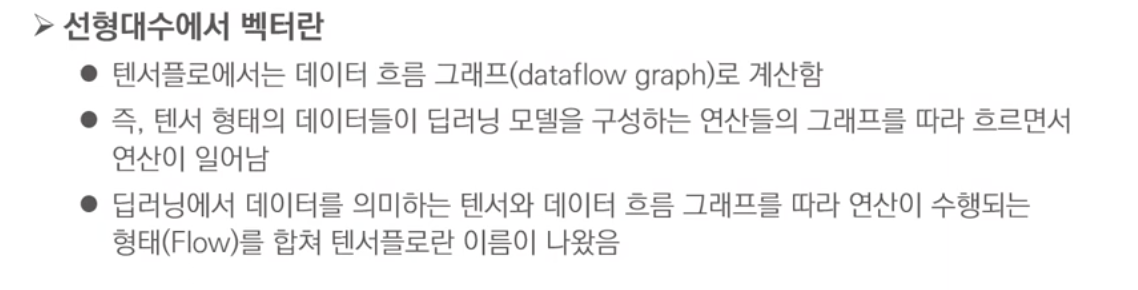 ➢ 선형대수에서 벡터란
● 텐서플로에서는 데이터 흐름 그래프(dataflow graph)로 계산함
● 즉, 텐서 형태의 데이터들이 딥러닝 모델을 구성하는 연산들의 그래프를 따라 흐르면서
연산이 일어남
● 딥러닝에서 데이터를 의미하는 텐서와 데이터 흐름 그래프를 따라 연산이 수행되는
형태(Flow)를 합쳐 텐서플로란 이름이 나왔음